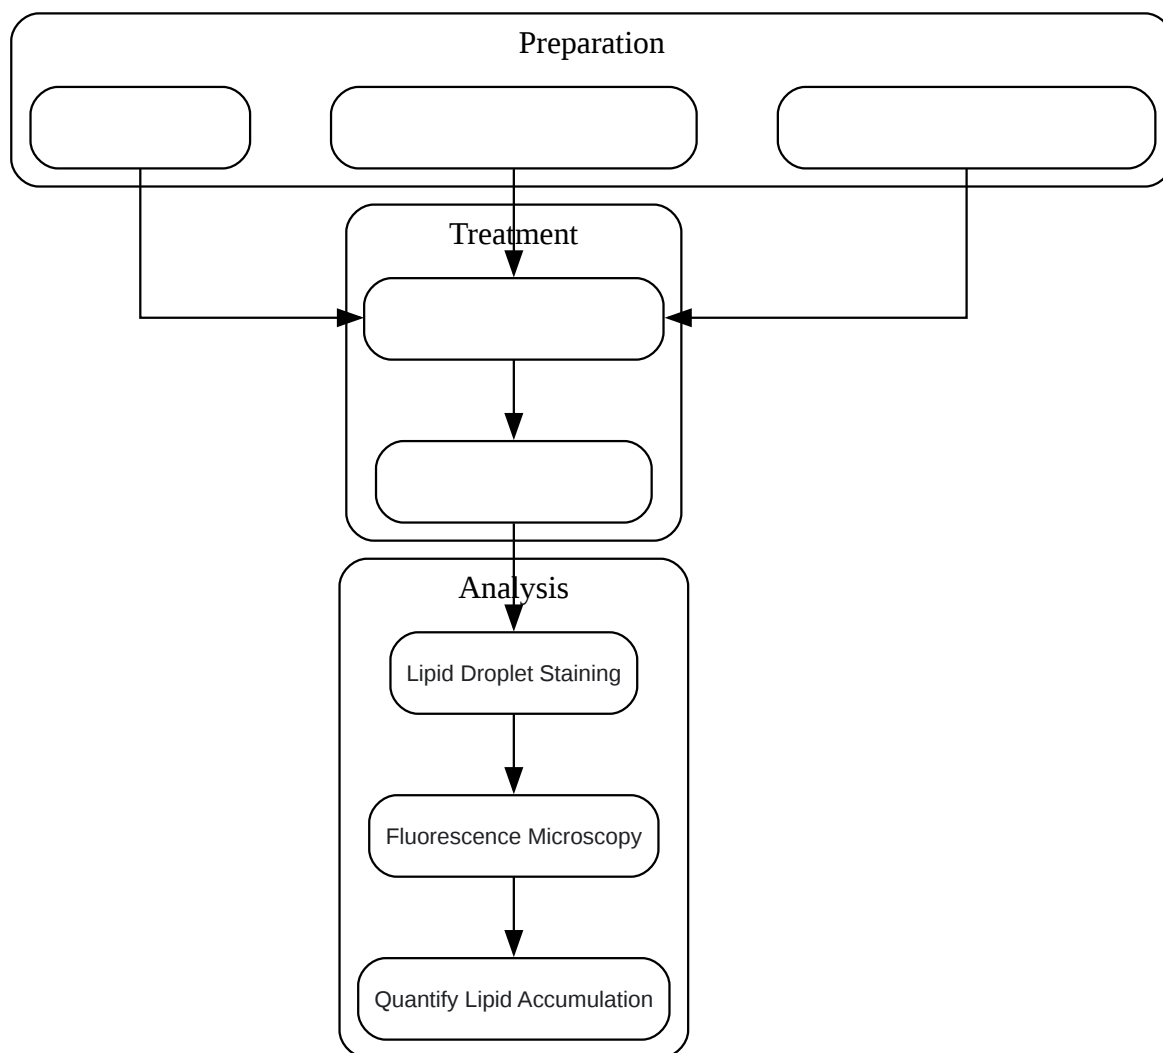 Preparation
Treatment
Analysis
Lipid Droplet Staining
Fluorescence Microscopy
Quantify Lipid Accumulation